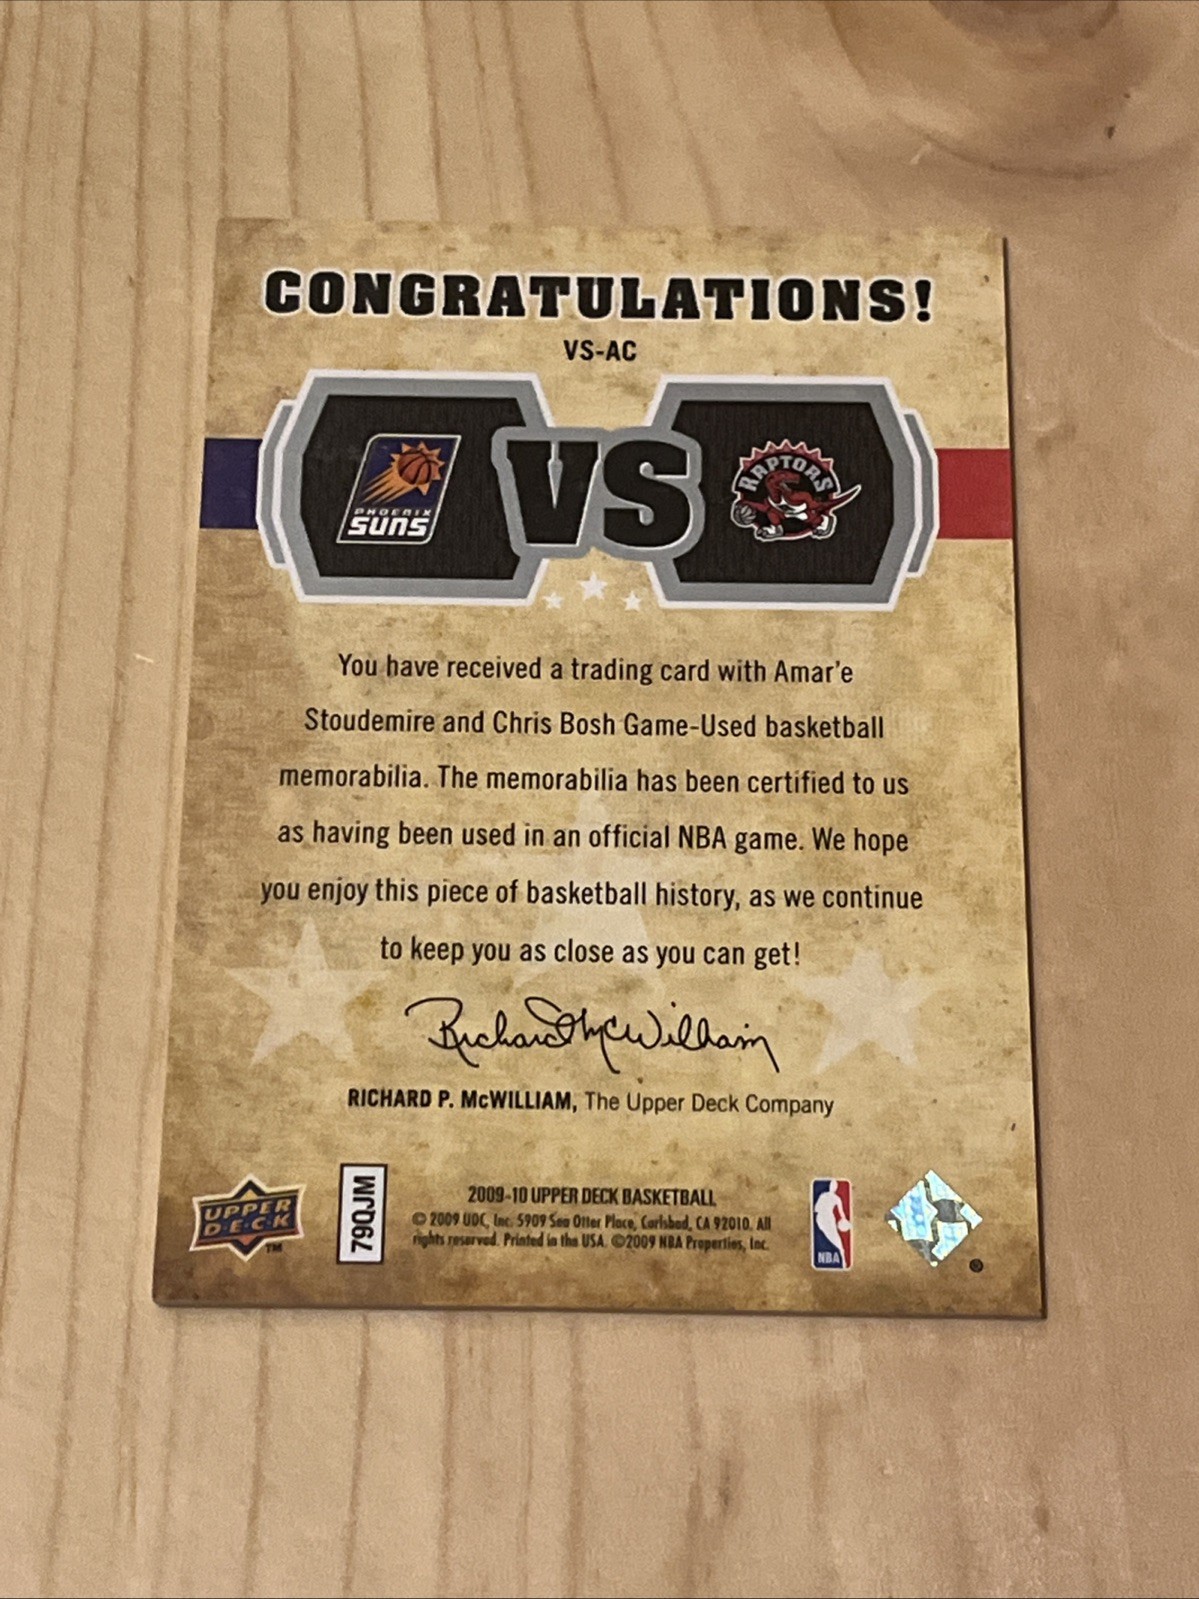 CONGRATULATIONS!
VS-AC
PHOENIX
SUNS
VS
RAPTORS
You have received a trading card with Amar'e
Stoudemire and Chris Bosh Game-Used basketball
memorabilia. The memorabilia has been certified to us
as having been used in an official NBA game. We hope
you enjoy this piece of basketball history, as we continue
to keep you as close as you can get!
Richard McWilliam
RICHARD P. McWILLIAM, The Upper Deck Company
UPPER
DECK
TM
79QJM
2009-10 UPPER DECK BASKETBALL
© 2009 UDC, Inc. 5909 Sea Otter Place, Carlsbad, CA 92010. All
rights reserved. Printed in the USA. ©2009 NBA Properties, Inc.
NBA